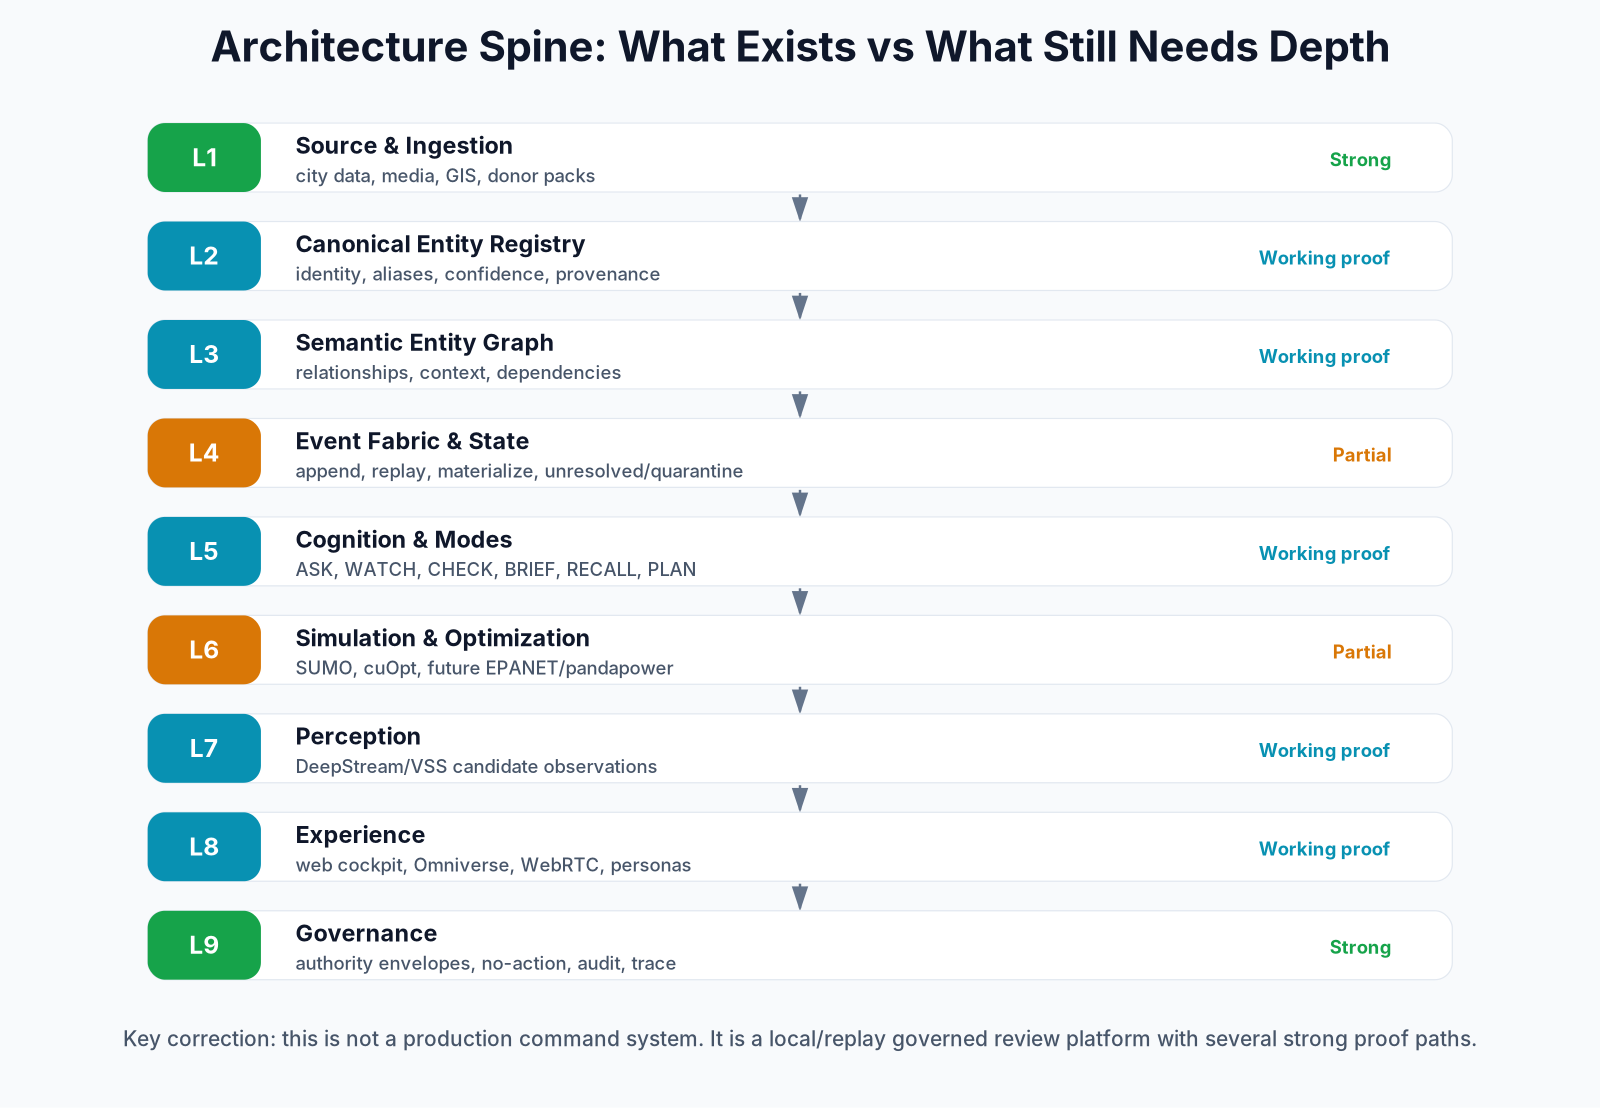 Architecture Spine: What Exists vs What Still Needs Depth
L1
Source & Ingestion
city data, media, GIS, donor packs
Strong
L2
Canonical Entity Registry
identity, aliases, confidence, provenance
Working proof
L3
Semantic Entity Graph
relationships, context, dependencies
Working proof
L4
Event Fabric & State
append, replay, materialize, unresolved/quarantine
Partial
L5
Cognition & Modes
ASK, WATCH, CHECK, BRIEF, RECALL, PLAN
Working proof
L6
Simulation & Optimization
SUMO, cuOpt, future EPANET/pandapower
Partial
L7
Perception
DeepStream/VSS candidate observations
Working proof
L8
Experience
web cockpit, Omniverse, WebRTC, personas
Working proof
L9
Governance
authority envelopes, no-action, audit, trace
Strong
Key correction: this is not a production command system. It is a local/replay governed review platform with several strong proof paths.